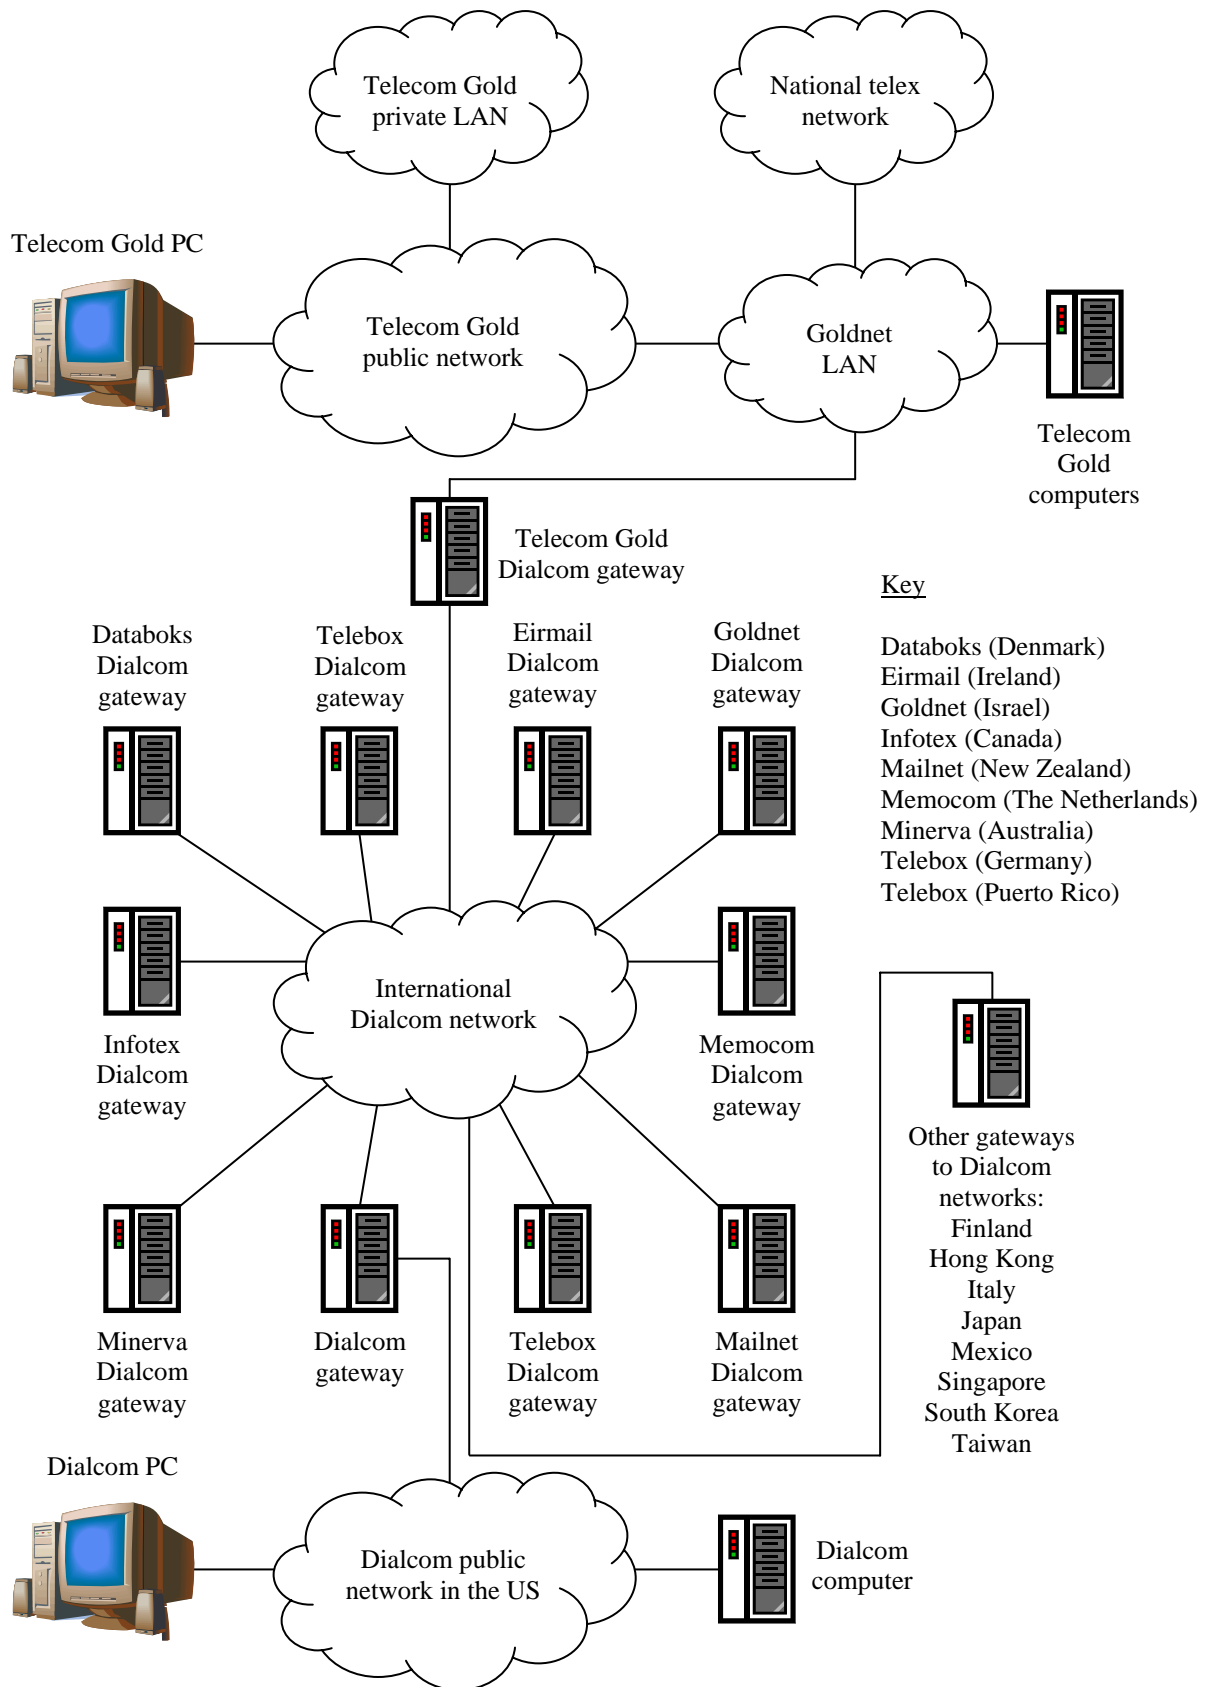 Telecom Gold
private LAN
National telex
network
Telecom Gold PC
Telecom Gold
public network
Goldnet
LAN
Telecom
Gold
computers
Telecom Gold
Dialcom gateway
Key
Databoks (Denmark)
Eirmail (Ireland)
Goldnet (Israel)
Infotex (Canada)
Mailnet (New Zealand)
Memocom (The Netherlands)
Minerva (Australia)
Telebox (Germany)
Telebox (Puerto Rico)
Databoks
Dialcom
gateway
Telebox
Dialcom
gateway
Eirmail
Dialcom
gateway
Goldnet
Dialcom
gateway
International
Dialcom network
Infotex
Dialcom
gateway
Memocom
Dialcom
gateway
Other gateways
to Dialcom
networks:
Finland
Hong Kong
Italy
Japan
Mexico
Singapore
South Korea
Taiwan
Minerva
Dialcom
gateway
Dialcom
gateway
Telebox
Dialcom
gateway
Mailnet
Dialcom
gateway
Dialcom PC
Dialcom public
network in the US
Dialcom
computer